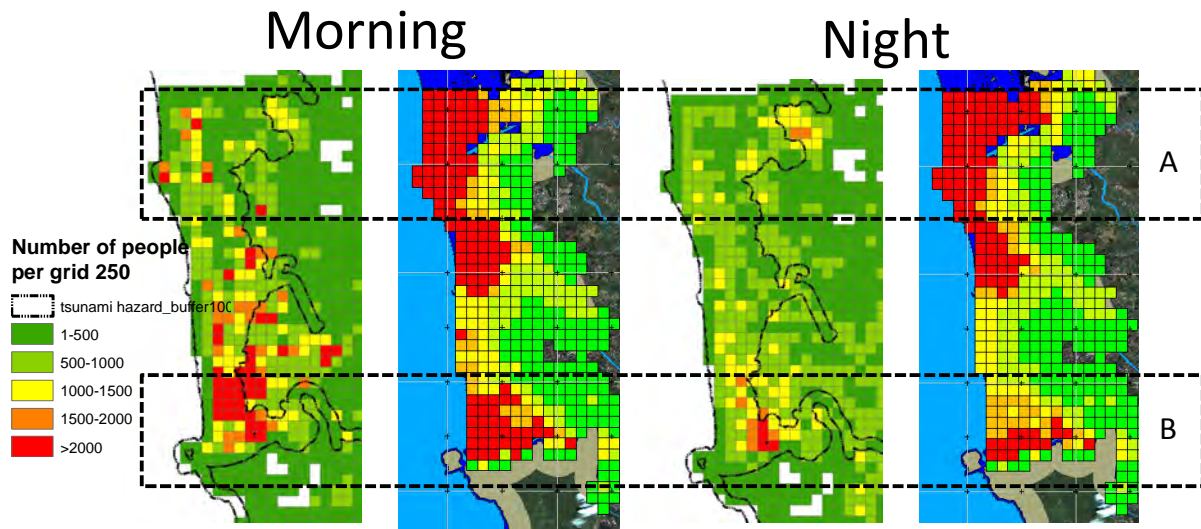 Morning
Night
A
Number of people
per grid 250
tsunami hazard_buffer100
1-500
500-1000
1000-1500
1500-2000
>2000
B